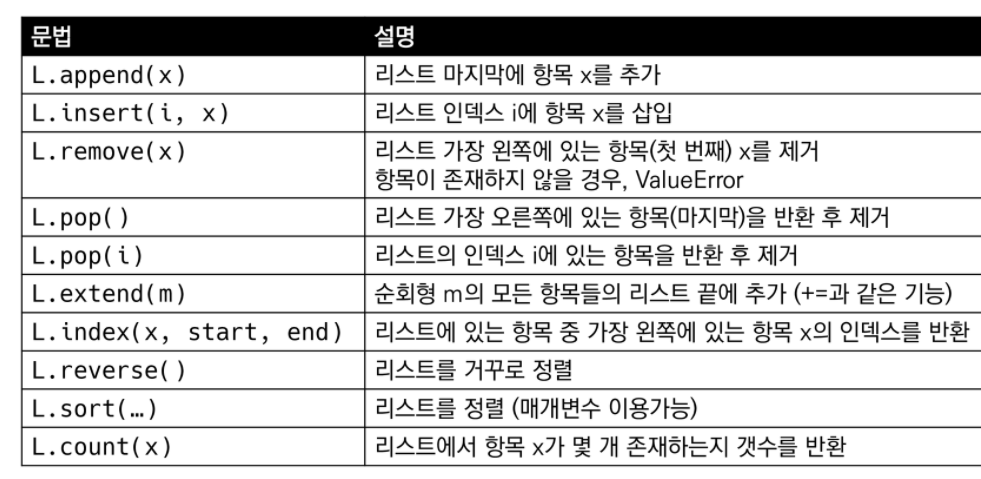 문법 설명
L.append(x) 리스트 마지막에 항목 x를 추가
L.insert(i, x) 리스트 인덱스 i에 항목 x를 삽입
L.remove(x) 리스트 가장 왼쪽에 있는 항목(첫 번째) x를 제거
항목이 존재하지 않을 경우, ValueError
L.pop() 리스트 가장 오른쪽에 있는 항목(마지막)을 반환 후 제거
L.pop(i) 리스트의 인덱스 i에 있는 항목을 반환 후 제거
L.extend(m) 순회형 m의 모든 항목들의 리스트 끝에 추가 (+=과 같은 기능)
L.index(x, start, end) 리스트에 있는 항목 중 가장 왼쪽에 있는 항목 x의 인덱스를 반환
L.reverse() 리스트를 거꾸로 정렬
L.sort(…) 리스트를 정렬 (매개변수 이용가능)
L.count(x) 리스트에서 항목 x가 몇 개 존재하는지 갯수를 반환